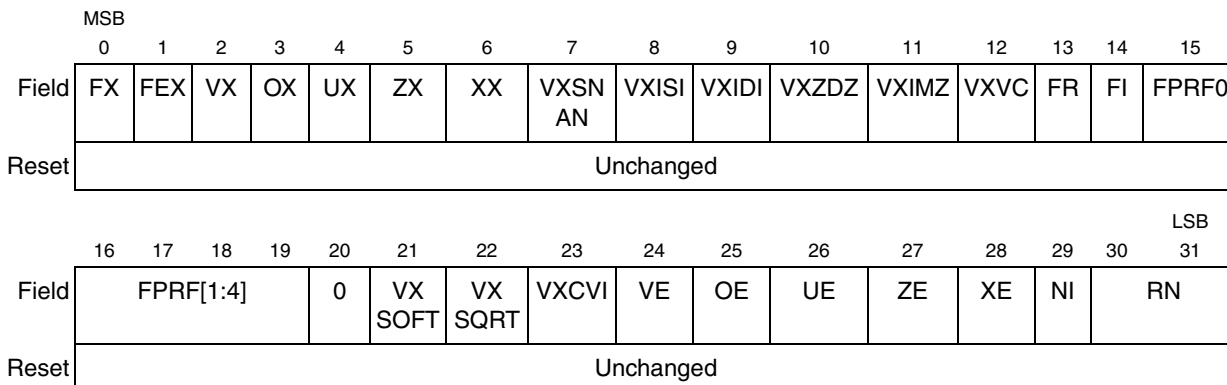 MSB
0 1 2 3 4 5 6 7 8 9 10 11 12 13 14 15
Field FX FEX VX OX UX ZX XX VXSN VXISI VXIDI VXZDZ VXIMZ VXVC FR FI FPRF0
AN
Reset Unchanged
LSB
16 17 18 19 20 21 22 23 24 25 26 27 28 29 30 31
Field FPRF[1:4] 0 VX VX VXCVI VE OE UE ZE XE NI RN
SOFT SQRT
Reset Unchanged